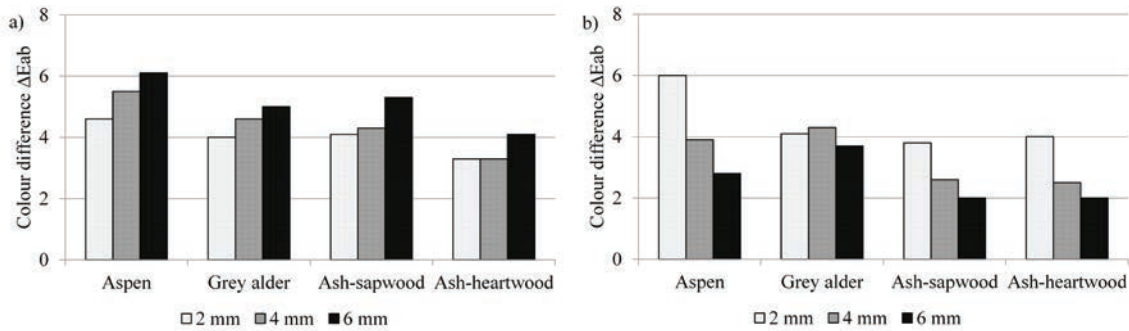 a)
Colour difference ΔEab
8
6
4
2
0
Aspen Grey alder Ash-sapwood Ash-heartwood
2 mm 4 mm 6 mm
b)
Colour difference ΔEab
8
6
4
2
0
Aspen Grey alder Ash-sapwood Ash-heartwood
2 mm 4 mm 6 mm